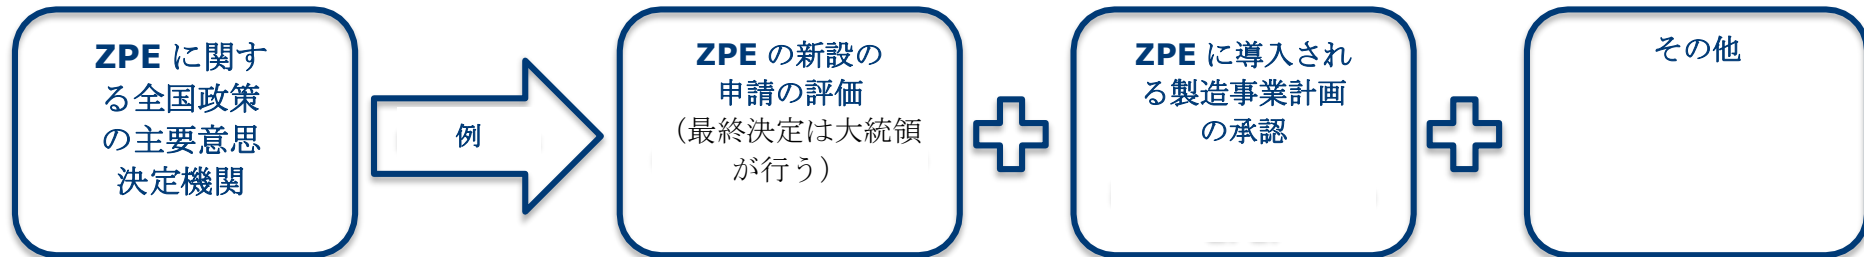 ZPE に関す
る全国政策
の主要意思
決定機関
例
ZPE の新設の
申請の評価
（最終決定は大統領
が行う）
ZPE に導入され
る製造事業計画
の承認
その他